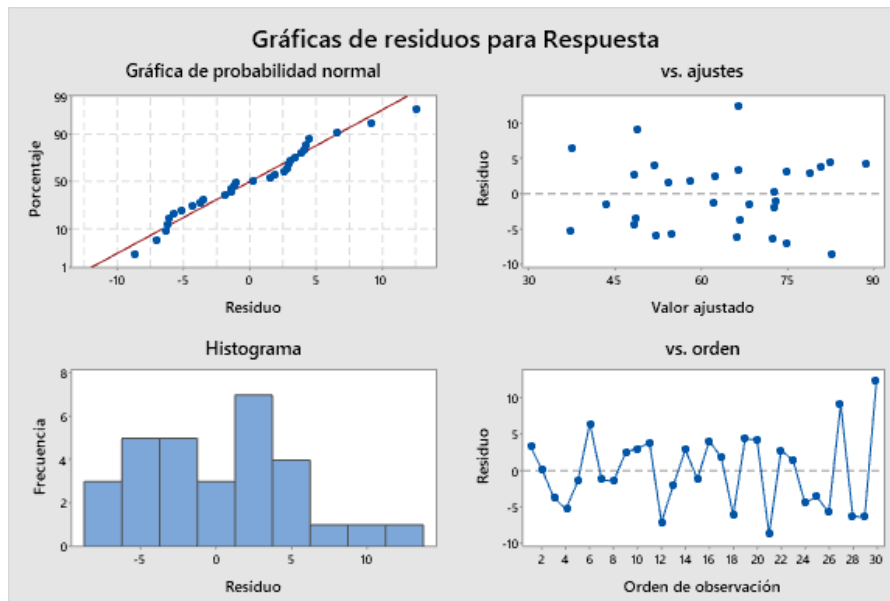 Gráficas de residuos para Respuesta
Gráfica de probabilidad normal
99
90
50
10
1
Porcentaje
-10 -5 0 5 10
Residuo
vs. ajustes
10
5
0
-5
-10
Residuo
30 45 60 75 90
Valor ajustado
Histograma
8
6
4
2
0
Frecuencia
-5 0 5 10
Residuo
vs. orden
10
5
0
-5
-10
Residuo
2 4 6 8 10 12 14 16 18 20 22 24 26 28 30
Orden de observación